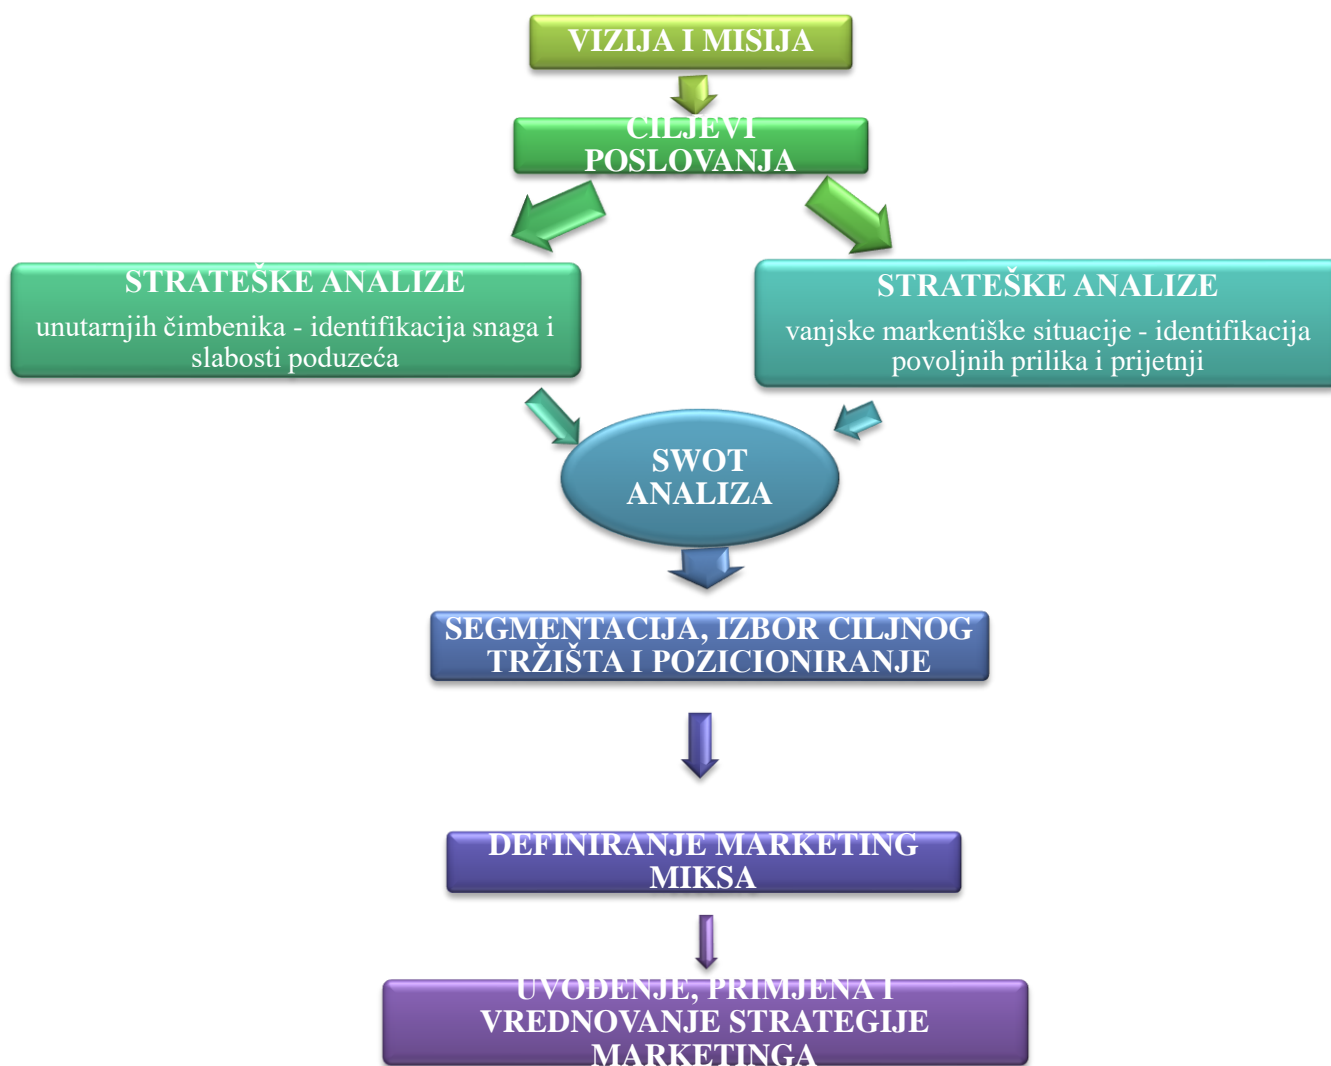 VIZIJA I MISIJA
CILJEVI
POSLOVANJA
STRATEŠKE ANALIZE
unutarnjih čimbenika - identifikacija snaga i
slabosti poduzeća
STRATEŠKE ANALIZE
vanjske markentiške situacije - identifikacija
povoljnih prilika i prijetnji
SWOT
ANALIZA
SEGMENTACIJA, IZBOR CILJNOG
TRŽIŠTA I POZICIONIRANJE
DEFINIRANJE MARKETING
MIKSA
UVOĐENJE, PRIMJENA I
VREDNOVANJE STRATEGIJE
MARKETINGA